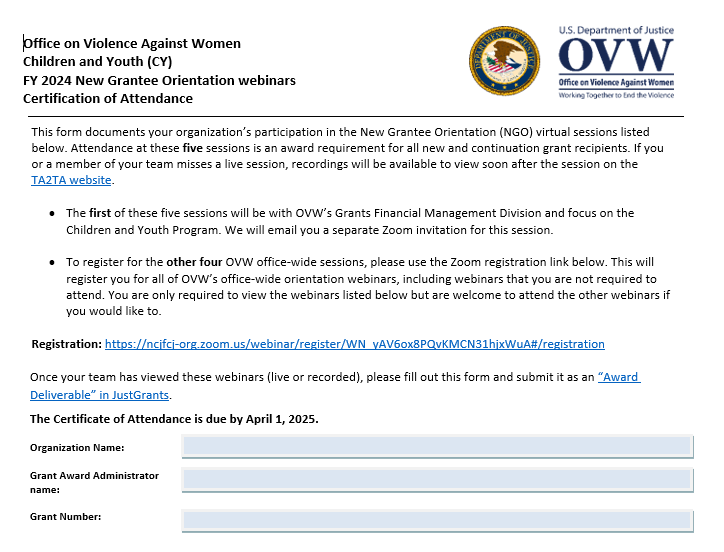 Office on Violence Against Women
Children and Youth (CY)
FY 2024 New Grantee Orientation webinars
Certification of Attendance
DEPARTMENT OF JUSTICE
U.S. Department of Justice
OVW
Office on Violence Against Women
Working Together to End the Violence
This form documents your organization's participation in the New Grantee Orientation (NGO) virtual sessions listed
below. Attendance at these five sessions is an award requirement for all new and continuation grant recipients. If you
or a member of your team misses a live session, recordings will be available to view soon after the session on the
TA2TA website.
• The first of these five sessions will be with OVW's Grants Financial Management Division and focus on the
Children and Youth Program. We will email you a separate Zoom invitation for this session.
• To register for the other four OVW office-wide sessions, please use the Zoom registration link below. This will
register you for all of OVW's office-wide orientation webinars, including webinars that you are not required to
attend. You are only required to view the webinars listed below but are welcome to attend the other webinars if
you would like to.
Registration: https://ncjfcj-org.zoom.us/webinar/register/WN_yAV6ox8PQvKMCN31hjxWuA#/registration
Once your team has viewed these webinars (live or recorded), please fill out this form and submit it as an "Award
Deliverable" in JustGrants.
The Certificate of Attendance is due by April 1, 2025.
Organization Name:
Grant Award Administrator
name:
Grant Number: